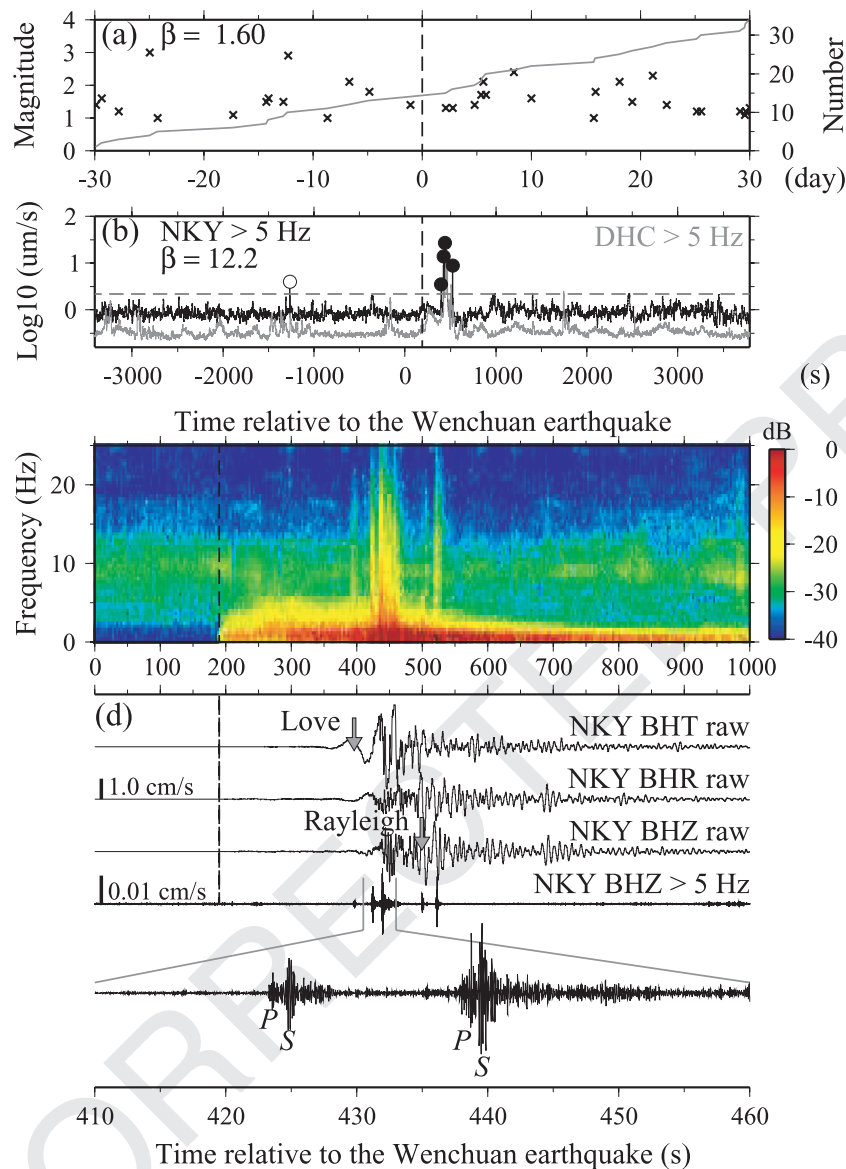 (a) β = 1.60
Magnitude
Number
4
3
2
1
0
30
20
10
0
-30 -20 -10 0 10 20 30
(day)
(b) NKY > 5 Hz
β = 12.2
DHC > 5 Hz
Log10 (um/s)
2
1
0
-3000 -2000 -1000 0 1000 2000 3000
(s)
Time relative to the Wenchuan earthquake
dB
Frequency (Hz)
20
10
0
0
-10
-20
-30
-40
0 100 200 300 400 500 600 700 800 900 1000
(d)
Love
NKY BHT raw
1.0 cm/s
NKY BHR raw
Rayleigh
NKY BHZ raw
0.01 cm/s
NKY BHZ > 5 Hz
P
S
P
S
410 420 430 440 450 460
Time relative to the Wenchuan earthquake (s)